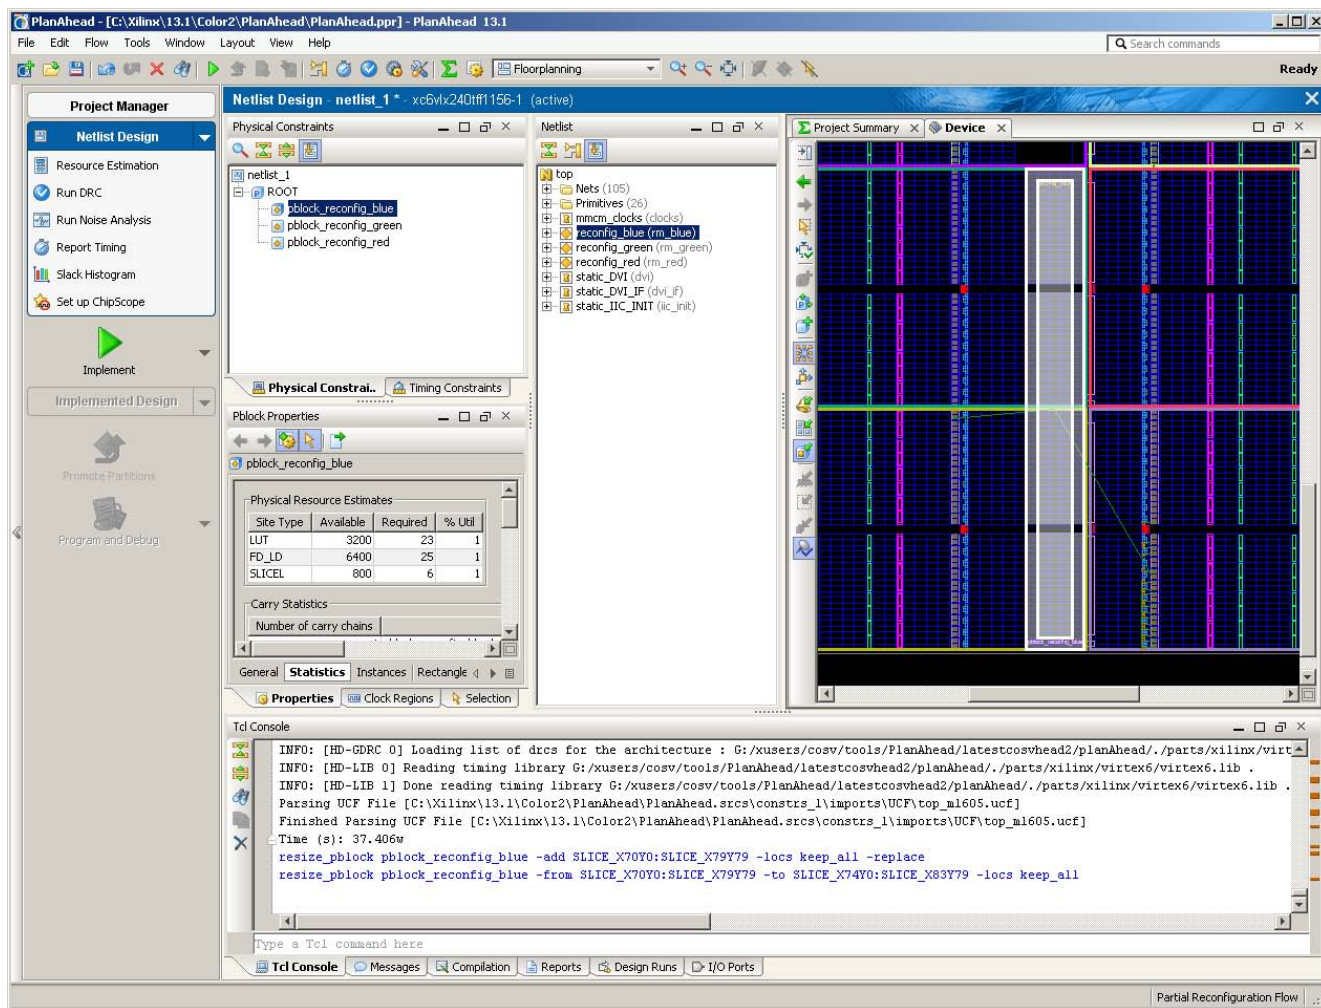 PlanAhead - [C:\Xilinx\13.1\Color2\PlanAhead\PlanAhead.ppr] - PlanAhead 13.1
File Edit Flow Tools Window Layout View Help
Search commands
Floorplanning
Ready
Project Manager
Netlist Design
Resource Estimation
Run DRC
Run Noise Analysis
Report Timing
Slack Histogram
Set up ChipScope
Implement
Implemented Design
Promote Partitions
Program and Debug
Netlist Design - netlist_1 * - xc6vlx240tff1156-1 (active)
Physical Constraints
netlist_1
ROOT
pblock_reconfig_blue
pblock_reconfig_green
pblock_reconfig_red
Physical Constrai.. Timing Constraints
Pblock Properties
pblock_reconfig_blue
Physical Resource Estimates
Site Type Available Required % Util
LUT 3200 23 1
FD_LD 6400 25 1
SLICEL 800 6 1
Carry Statistics
Number of carry chains
General Statistics Instances Rectangle
Properties Clock Regions Selection
Netlist
top
Nets (105)
Primitives (26)
mmcm_clocks (clocks)
reconfig_blue (rm_blue)
reconfig_green (rm_green)
reconfig_red (rm_red)
static_DVI (dvi)
static_DVI_IF (dvi_if)
static_IIC_INIT (iic_init)
Project Summary Device
pblock_reconfig_blue
Tcl Console
INFO: [HD-GDRC 0] Loading list of drcs for the architecture : G:/xusers/cosv/tools/PlanAhead/latestcosvhead2/planAhead/./parts/xilinx/virt
INFO: [HD-LIB 0] Reading timing library G:/xusers/cosv/tools/PlanAhead/latestcosvhead2/planAhead/./parts/xilinx/virtex6/virtex6.lib .
INFO: [HD-LIB 1] Done reading timing library G:/xusers/cosv/tools/PlanAhead/latestcosvhead2/planAhead/./parts/xilinx/virtex6/virtex6.lib .
Parsing UCF File [C:\Xilinx\13.1\Color2\PlanAhead\PlanAhead.srcs\constrs_1\imports\UCF\top_ml605.ucf]
Finished Parsing UCF File [C:\Xilinx\13.1\Color2\PlanAhead\PlanAhead.srcs\constrs_1\imports\UCF\top_ml605.ucf]
Time (s): 37.406w
resize_pblock pblock_reconfig_blue -add SLICE_X70Y0:SLICE_X79Y79 -locs keep_all -replace
resize_pblock pblock_reconfig_blue -from SLICE_X70Y0:SLICE_X79Y79 -to SLICE_X74Y0:SLICE_X83Y79 -locs keep_all
Type a Tcl command here
Tcl Console Messages Compilation Reports Design Runs I/O Ports
Partial Reconfiguration Flow